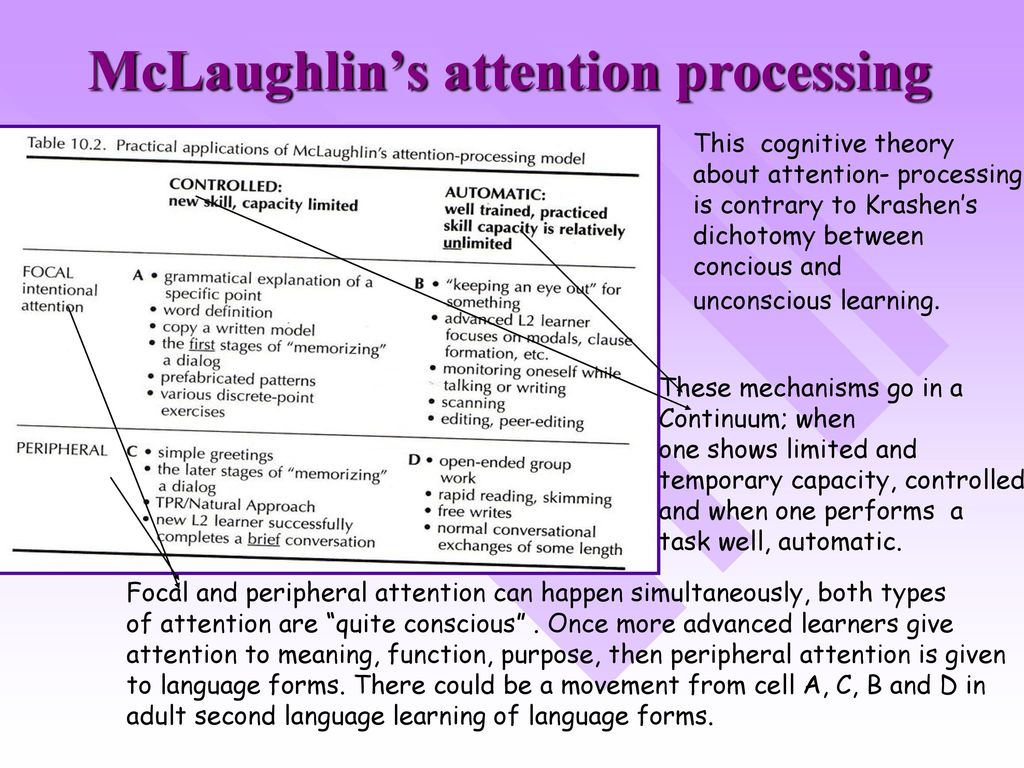 McLaughlin’s attention processing
Table 10.2. Practical applications of McLaughlin’s attention-processing model
CONTROLLED:
new skill, capacity limited
AUTOMATIC:
well trained, practiced
skill capacity is relatively
unlimited
FOCAL
intentional
attention
A • grammatical explanation of a
specific point
• word definition
• copy a written model
• the first stages of “memorizing”
a dialog
• prefabricated patterns
• various discrete-point
exercises
B • “keeping an eye out” for
something
• advanced L2 learner
focuses on modals, clause
formation, etc.
• monitoring oneself while
talking or writing
• scanning
• editing, peer-editing
PERIPHERAL
C • simple greetings
• the later stages of “memorizing”
a dialog
• TPR/Natural Approach
• new L2 learner successfully
completes a brief conversation
D • open-ended group
work
• rapid reading, skimming
• free writes
• normal conversational
exchanges of some length
This cognitive theory
about attention- processing
is contrary to Krashen’s
dichotomy between
concious and
unconscious learning.
These mechanisms go in a
Continuum; when
one shows limited and
temporary capacity, controlled
and when one performs a
task well, automatic.
Focal and peripheral attention can happen simultaneously, both types
of attention are “quite conscious” . Once more advanced learners give
attention to meaning, function, purpose, then peripheral attention is given
to language forms. There could be a movement from cell A, C, B and D in
adult second language learning of language forms.